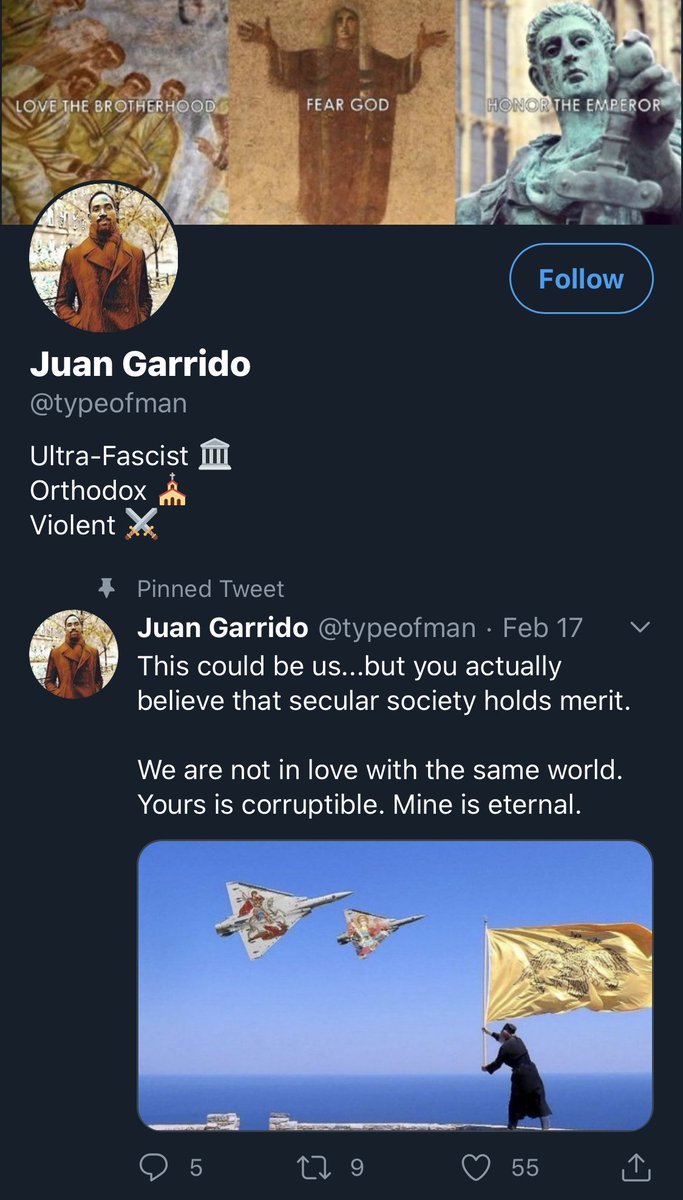 LOVE THE BROTHERHOOD
FEAR GOD
HONOR THE EMPEROR
Follow
Juan Garrido
@typeofman
Ultra-Fascist 🏛️
Orthodox ⛪
Violent ⚔️
Pinned Tweet
Juan Garrido @typeofman · Feb 17
This could be us...but you actually
believe that secular society holds merit.
We are not in love with the same world.
Yours is corruptible. Mine is eternal.
5 9 55